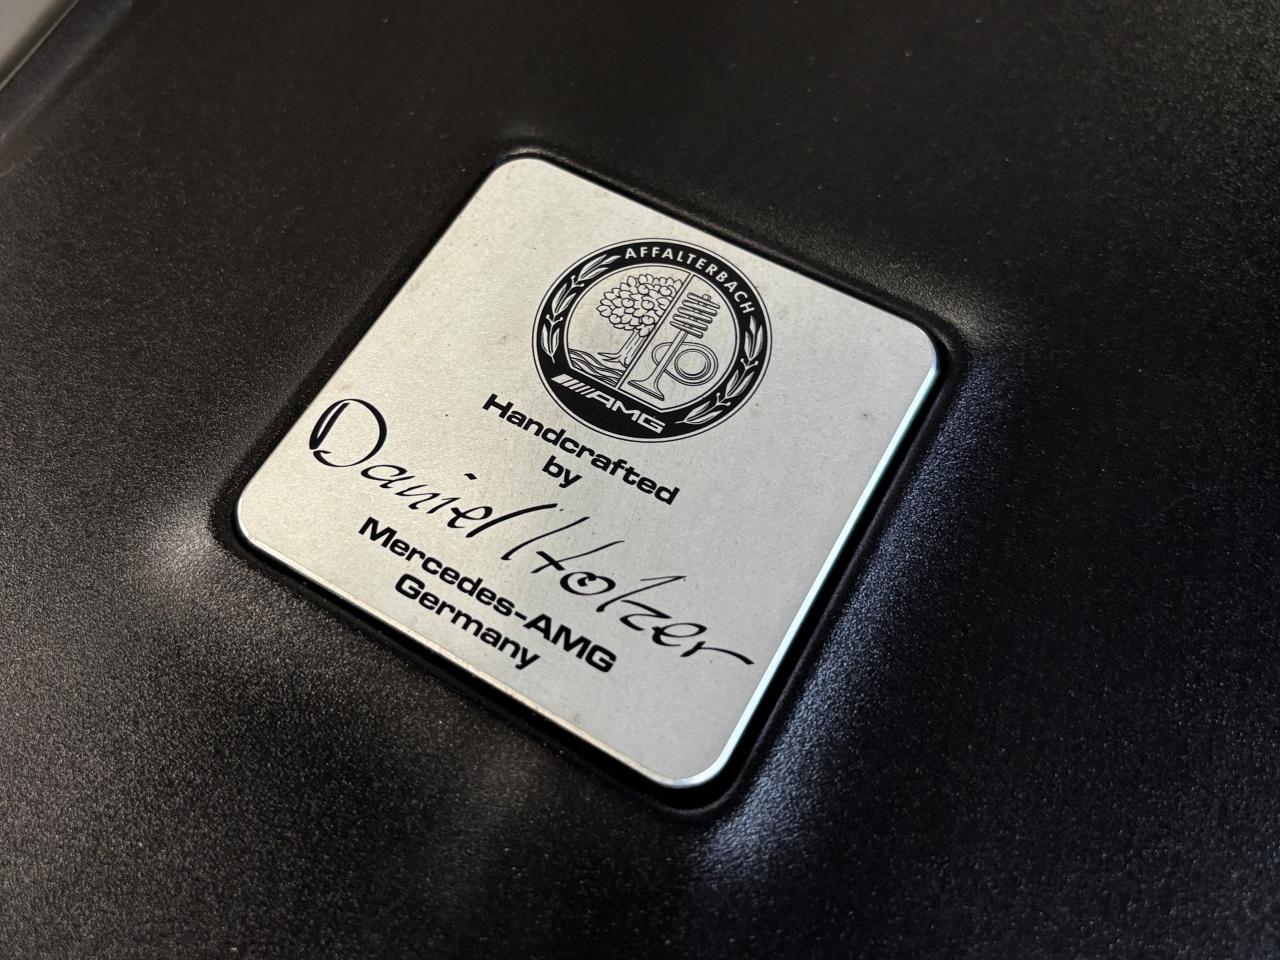 AFFALTERBACH
AMG
Handcrafted
by
Daniel Holzer
Mercedes-AMG
Germany